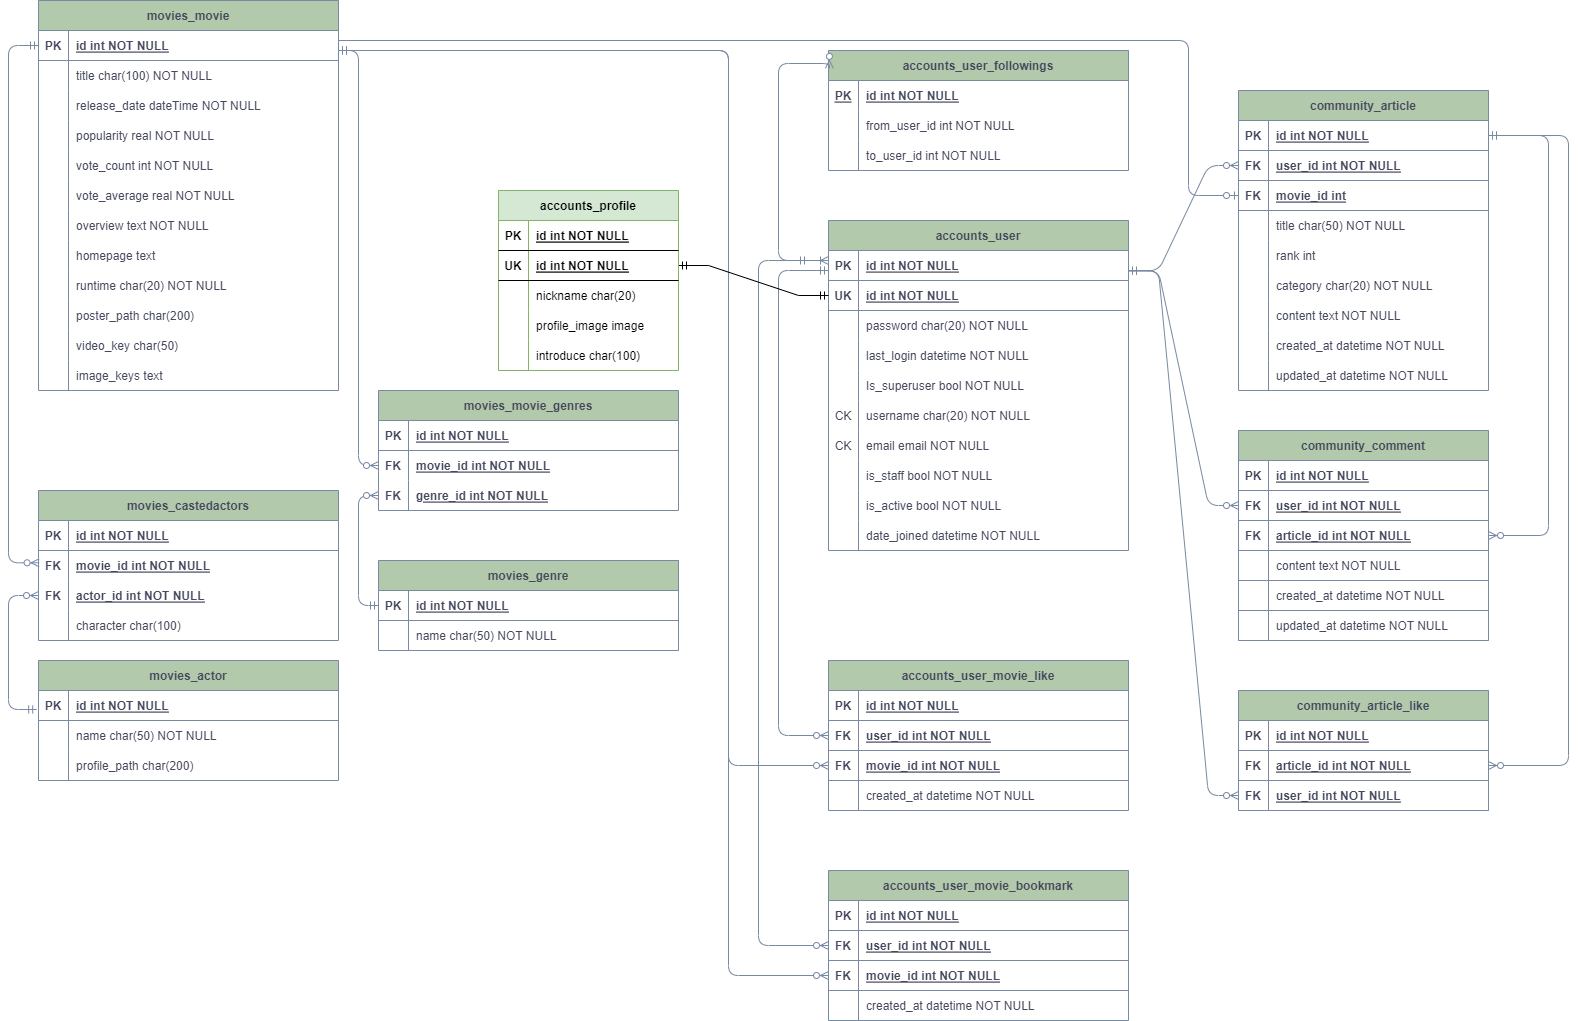 movies_movie
PK id int NOT NULL
title char(100) NOT NULL
release_date dateTime NOT NULL
popularity real NOT NULL
vote_count int NOT NULL
vote_average real NOT NULL
overview text NOT NULL
homepage text
runtime char(20) NOT NULL
poster_path char(200)
video_key char(50)
image_keys text
movies_castedactors
PK id int NOT NULL
FK movie_id int NOT NULL
FK actor_id int NOT NULL
character char(100)
movies_actor
PK id int NOT NULL
name char(50) NOT NULL
profile_path char(200)
accounts_profile
PK id int NOT NULL
UK id int NOT NULL
nickname char(20)
profile_image image
introduce char(100)
movies_movie_genres
PK id int NOT NULL
FK movie_id int NOT NULL
FK genre_id int NOT NULL
movies_genre
PK id int NOT NULL
name char(50) NOT NULL
accounts_user_followings
PK id int NOT NULL
from_user_id int NOT NULL
to_user_id int NOT NULL
accounts_user
PK id int NOT NULL
UK id int NOT NULL
password char(20) NOT NULL
last_login datetime NOT NULL
Is_superuser bool NOT NULL
CK username char(20) NOT NULL
CK email email NOT NULL
is_staff bool NOT NULL
is_active bool NOT NULL
date_joined datetime NOT NULL
accounts_user_movie_like
PK id int NOT NULL
FK user_id int NOT NULL
FK movie_id int NOT NULL
created_at datetime NOT NULL
accounts_user_movie_bookmark
PK id int NOT NULL
FK user_id int NOT NULL
FK movie_id int NOT NULL
created_at datetime NOT NULL
community_article
PK id int NOT NULL
FK user_id int NOT NULL
FK movie_id int
title char(50) NOT NULL
rank int
category char(20) NOT NULL
content text NOT NULL
created_at datetime NOT NULL
updated_at datetime NOT NULL
community_comment
PK id int NOT NULL
FK user_id int NOT NULL
FK article_id int NOT NULL
content text NOT NULL
created_at datetime NOT NULL
updated_at datetime NOT NULL
community_article_like
PK id int NOT NULL
FK article_id int NOT NULL
FK user_id int NOT NULL